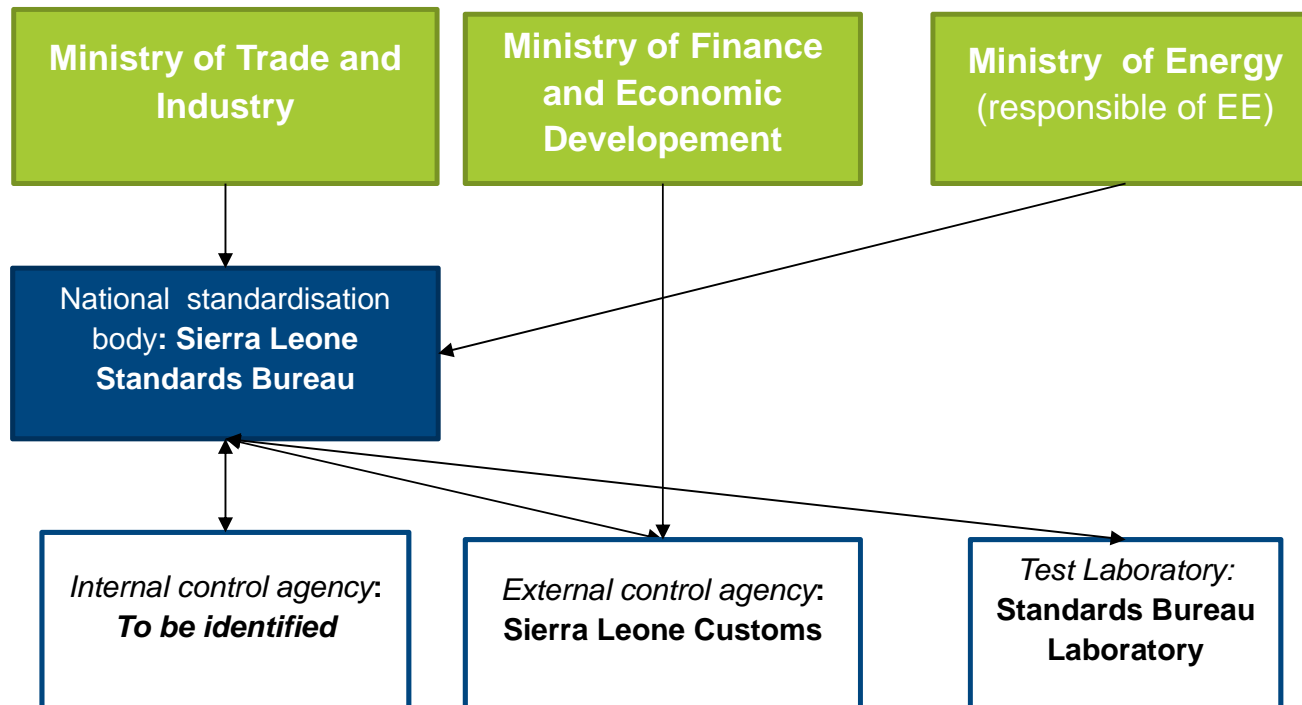 Ministry of Trade and
Industry
Ministry of Finance
and Economic
Developement
Ministry of Energy
(responsible of EE)
National standardisation
body: Sierra Leone
Standards Bureau
Internal control agency:
To be identified
External control agency:
Sierra Leone Customs
Test Laboratory:
Standards Bureau
Laboratory